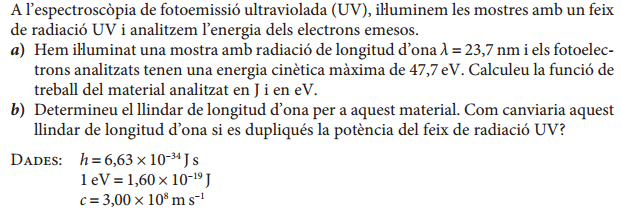 A l'espectroscòpia de fotoemissió ultraviolada (UV), il·luminem les mostres amb un feix
de radiació UV i analitzem l'energia dels electrons emesos.
a) Hem il·luminat una mostra amb radiació de longitud d'ona λ = 23,7 nm i els fotoelec-
trons analitzats tenen una energia cinètica màxima de 47,7 eV. Calculeu la funció de
treball del material analitzat en J i en eV.
b) Determineu el llindar de longitud d'ona per a aquest material. Com canviaria aquest
llindar de longitud d'ona si es dupliqués la potència del feix de radiació UV?
DADES: h = 6,63 × 10⁻³⁴ J s
1 eV = 1,60 × 10⁻¹⁹ J
c = 3,00 × 10⁸ m s⁻¹